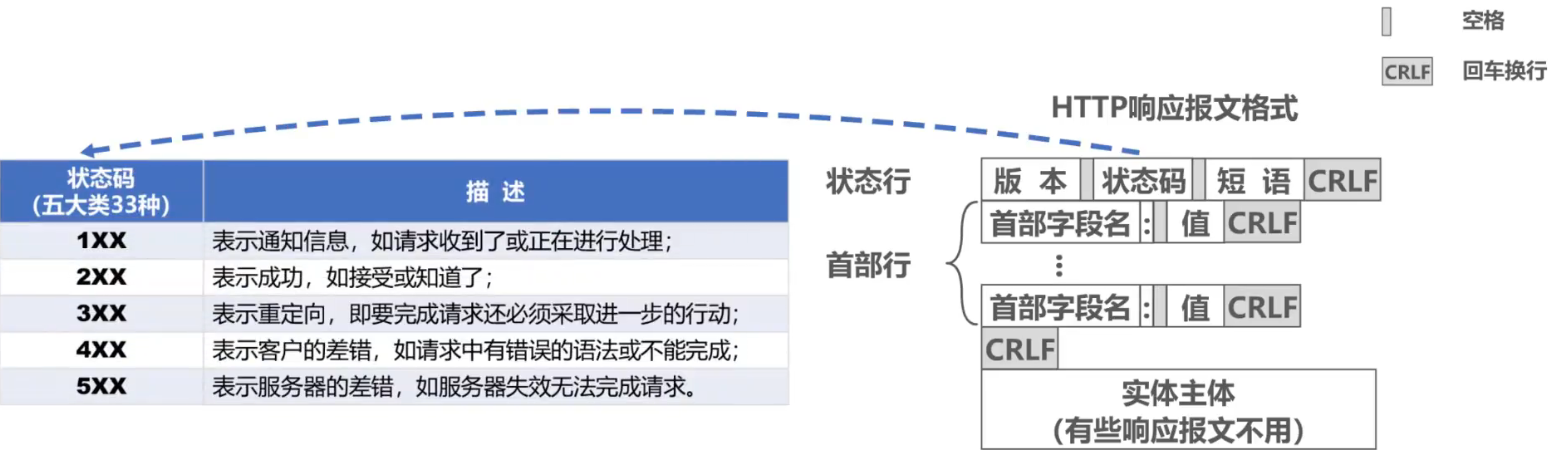 空格
CRLF 回车换行
HTTP响应报文格式
状态码
(五大类33种)
描 述
1XX 表示通知信息，如请求收到了或正在进行处理；
2XX 表示成功，如接受或知道了；
3XX 表示重定向，即要完成请求还必须采取进一步的行动；
4XX 表示客户的差错，如请求中有错误的语法或不能完成；
5XX 表示服务器的差错，如服务器失效无法完成请求。
状态行 版 本 状态码 短 语 CRLF
首部行
首部字段名 : 值 CRLF
⋮
首部字段名 : 值 CRLF
CRLF
实体主体
(有些响应报文不用)